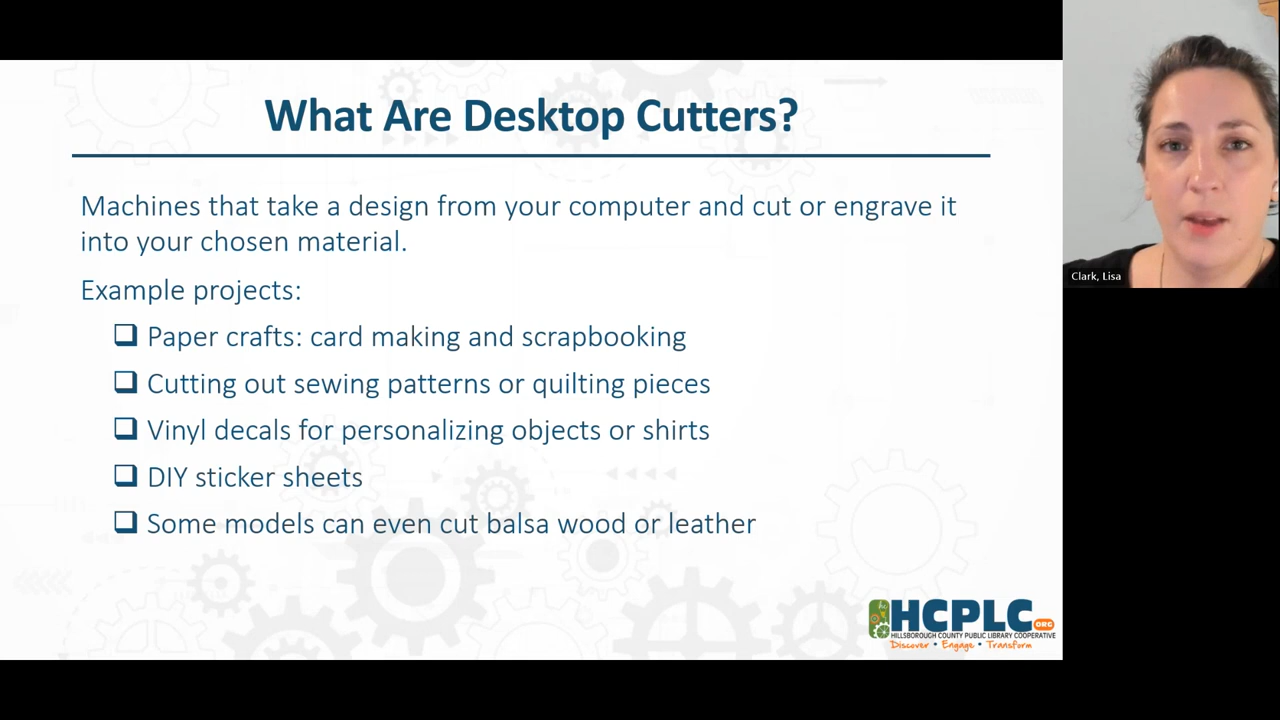 What Are Desktop Cutters?
Machines that take a design from your computer and cut or engrave it
into your chosen material.
Example projects:
Paper crafts: card making and scrapbooking
Cutting out sewing patterns or quilting pieces
Vinyl decals for personalizing objects or shirts
DIY sticker sheets
Some models can even cut balsa wood or leather
Clark, Lisa
HCPLC
ORG
HILLSBOROUGH COUNTY PUBLIC LIBRARY COOPERATIVE
Discover • Engage • Transform